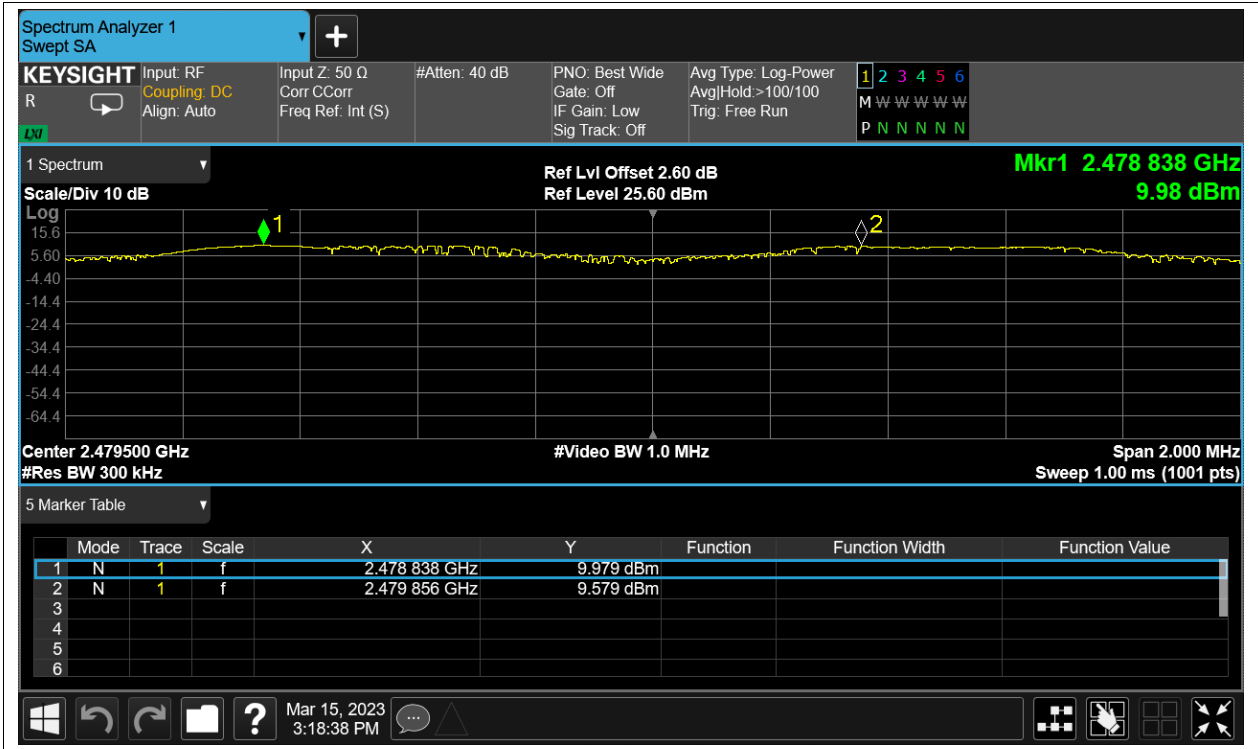 Spectrum Analyzer 1
Swept SA
KEYSIGHT
R
LXI
Input: RF
Coupling: DC
Align: Auto
Input Z: 50 Ω
Corr CCorr
Freq Ref: Int (S)
#Atten: 40 dB
PNO: Best Wide
Gate: Off
IF Gain: Low
Sig Track: Off
Avg Type: Log-Power
Avg|Hold:>100/100
Trig: Free Run
1 2 3 4 5 6
M W W W W W
P N N N N N
1 Spectrum
Scale/Div 10 dB
Ref Lvl Offset 2.60 dB
Ref Level 25.60 dBm
Mkr1 2.478 838 GHz
9.98 dBm
Log
15.6
5.60
-4.40
-14.4
-24.4
-34.4
-44.4
-54.4
-64.4
1
2
Center 2.479500 GHz
#Res BW 300 kHz
#Video BW 1.0 MHz
Span 2.000 MHz
Sweep 1.00 ms (1001 pts)
5 Marker Table
Mode Trace Scale X Y Function Function Width Function Value
1 N 1 f 2.478 838 GHz 9.979 dBm
2 N 1 f 2.479 856 GHz 9.579 dBm
3
4
5
6
?
Mar 15, 2023
3:18:38 PM